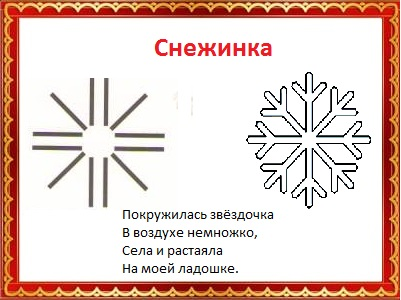 Снежинка
Покружилась звёздочка
В воздухе немножко,
Села и растаяла
На моей ладошке.